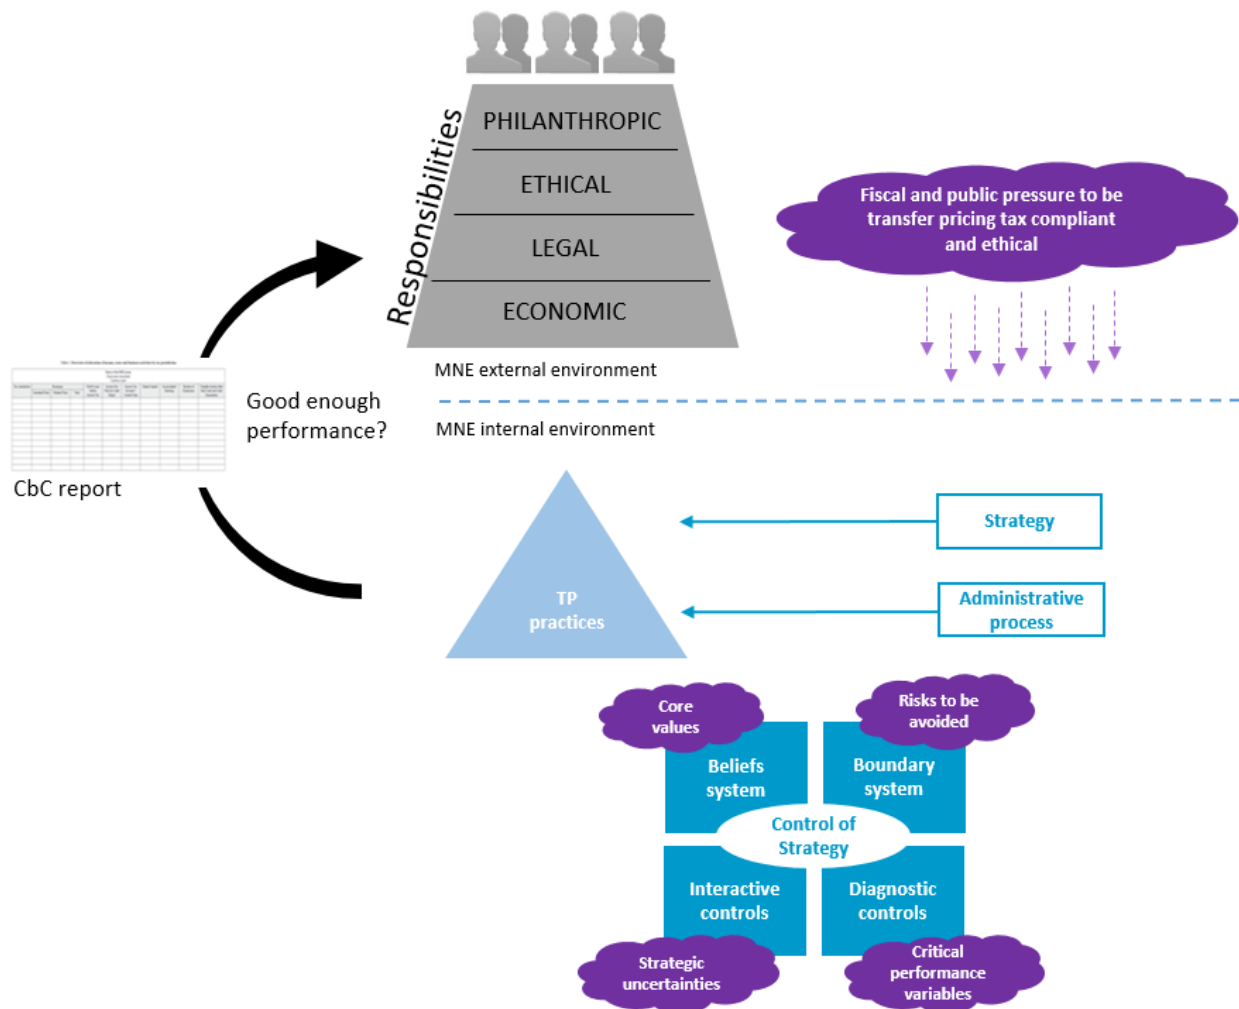 PHILANTHROPIC
ETHICAL
LEGAL
ECONOMIC
Responsibilities
Fiscal and public pressure to be
transfer pricing tax compliant
and ethical
MNE external environment
MNE internal environment
Good enough
performance?
CbC report
TP
practices
Strategy
Administrative
process
Core
values
Risks to be
avoided
Beliefs
system
Boundary
system
Control of
Strategy
Interactive
controls
Diagnostic
controls
Strategic
uncertainties
Critical
performance
variables